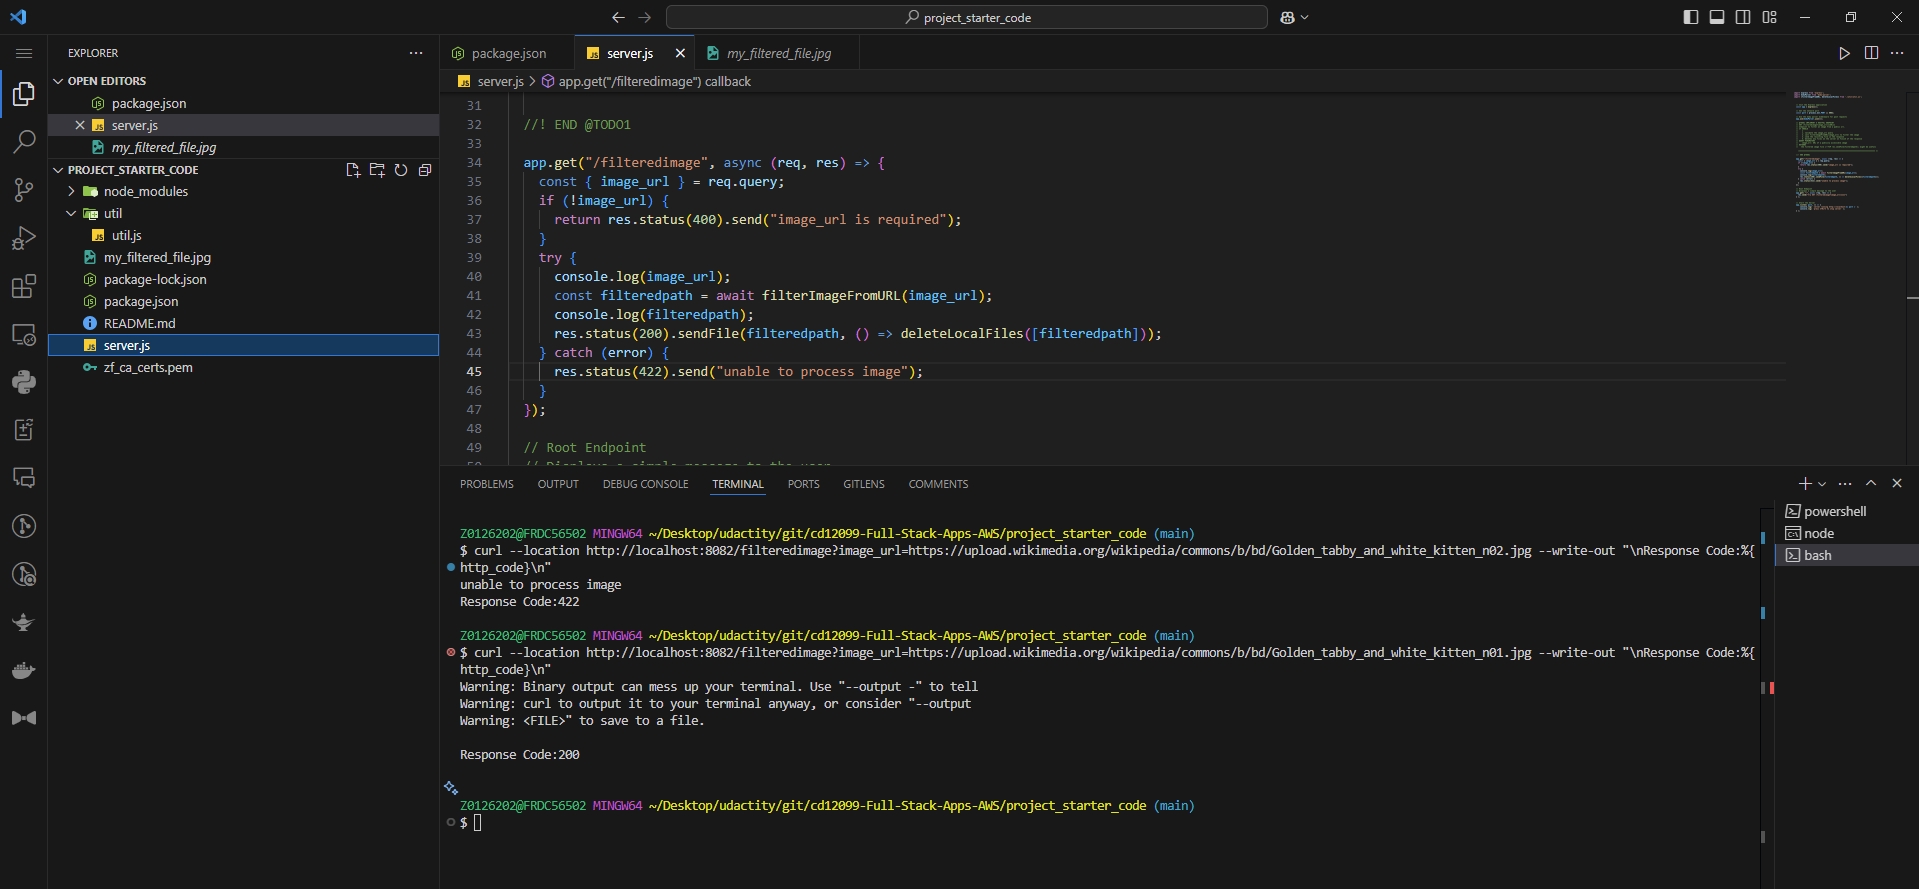 project_starter_code
EXPLORER
OPEN EDITORS
package.json
server.js
my_filtered_file.jpg
PROJECT_STARTER_CODE
node_modules
util
util.js
my_filtered_file.jpg
package-lock.json
package.json
README.md
server.js
zf_ca_certs.pem
package.json
server.js
my_filtered_file.jpg
server.js > app.get("/filteredimage") callback
31
32 //! END @TODO1
33
34 app.get("/filteredimage", async (req, res) => {
35 const { image_url } = req.query;
36 if (!image_url) {
37 return res.status(400).send("image_url is required");
38 }
39 try {
40 console.log(image_url);
41 const filteredpath = await filterImageFromURL(image_url);
42 console.log(filteredpath);
43 res.status(200).sendFile(filteredpath, () => deleteLocalFiles([filteredpath]));
44 } catch (error) {
45 res.status(422).send("unable to process image");
46 }
47 });
48
49 // Root Endpoint
PROBLEMS OUTPUT DEBUG CONSOLE TERMINAL PORTS GITLENS COMMENTS
Z0126202@FRDC56502 MINGW64 ~/Desktop/udactity/git/cd12099-Full-Stack-Apps-AWS/project_starter_code (main)
$ curl --location http://localhost:8082/filteredimage?image_url=https://upload.wikimedia.org/wikipedia/commons/b/bd/Golden_tabby_and_white_kitten_n02.jpg --write-out "\nResponse Code:%{
http_code}\n"
unable to process image
Response Code:422
Z0126202@FRDC56502 MINGW64 ~/Desktop/udactity/git/cd12099-Full-Stack-Apps-AWS/project_starter_code (main)
$ curl --location http://localhost:8082/filteredimage?image_url=https://upload.wikimedia.org/wikipedia/commons/b/bd/Golden_tabby_and_white_kitten_n01.jpg --write-out "\nResponse Code:%{
http_code}\n"
Warning: Binary output can mess up your terminal. Use "--output -" to tell
Warning: curl to output it to your terminal anyway, or consider "--output
Warning: <FILE>" to save to a file.
Response Code:200
Z0126202@FRDC56502 MINGW64 ~/Desktop/udactity/git/cd12099-Full-Stack-Apps-AWS/project_starter_code (main)
$
powershell
node
bash